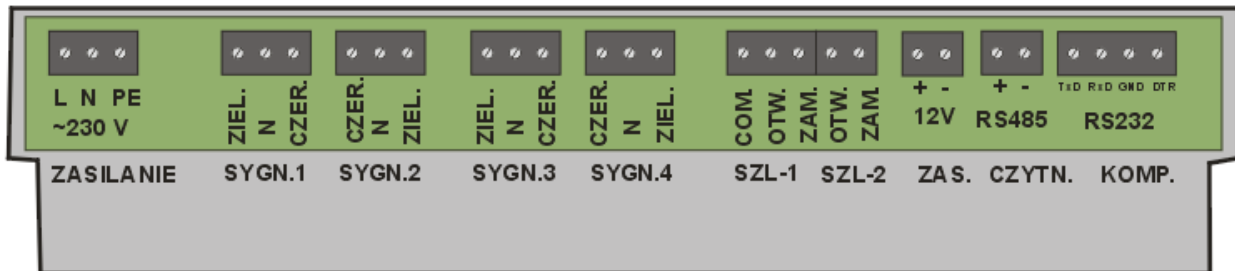 L N PE
~230 V
ZIEL. N CZER.
CZER. N ZIEL.
ZIEL. N CZER.
CZER. N ZIEL.
COM. OTW. ZAM. OTW. ZAM.
+ -
12V
+ -
RS485
TxD RxD GND DTR
RS232
ZASILANIE SYGN.1 SYGN.2 SYGN.3 SYGN.4 SZL-1 SZL-2 ZAS. CZYTN. KOMP.